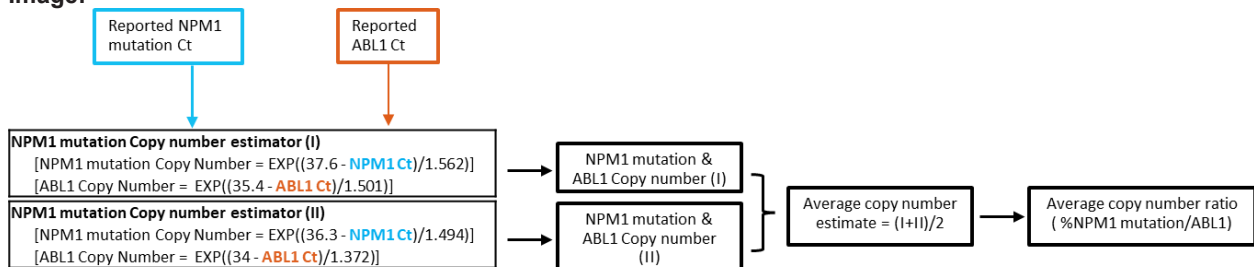 image.
Reported NPM1
mutation Ct
Reported
ABL1 Ct
NPM1 mutation Copy number estimator (I)
[NPM1 mutation Copy Number = EXP((37.6 - NPM1 Ct)/1.562)]
[ABL1 Copy Number = EXP((35.4 - ABL1 Ct)/1.501)]
NPM1 mutation Copy number estimator (II)
[NPM1 mutation Copy Number = EXP((36.3 - NPM1 Ct)/1.494)]
[ABL1 Copy Number = EXP((34 - ABL1 Ct)/1.372)]
NPM1 mutation &
ABL1 Copy number (I)
NPM1 mutation &
ABL1 Copy number
(II)
Average copy number
estimate = (I+II)/2
Average copy number ratio
( %NPM1 mutation/ABL1)